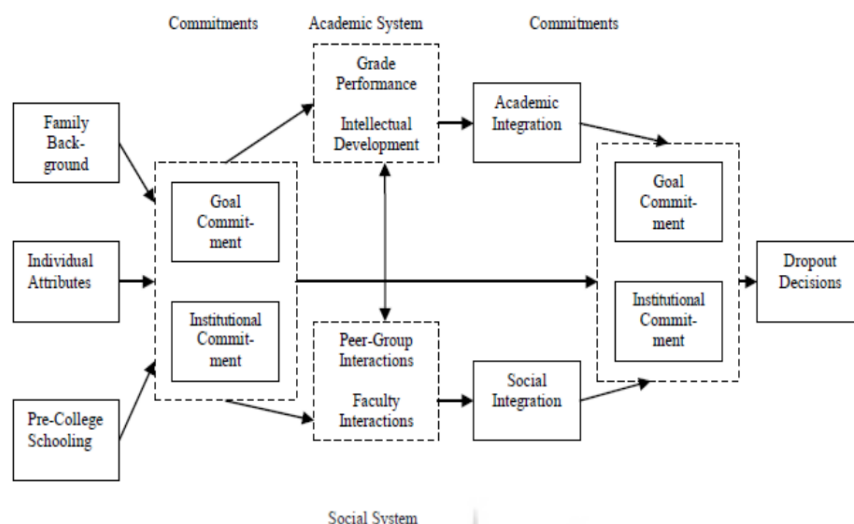 Commitments
Academic System
Commitments
Grade
Performance
Intellectual
Development
Academic
Integration
Family
Back-
ground
Goal
Commit-
ment
Goal
Commit-
ment
Individual
Attributes
Dropout
Decisions
Institutional
Commit-
ment
Institutional
Commit-
ment
Peer-Group
Interactions
Faculty
Interactions
Social
Integration
Pre-College
Schooling
Social System